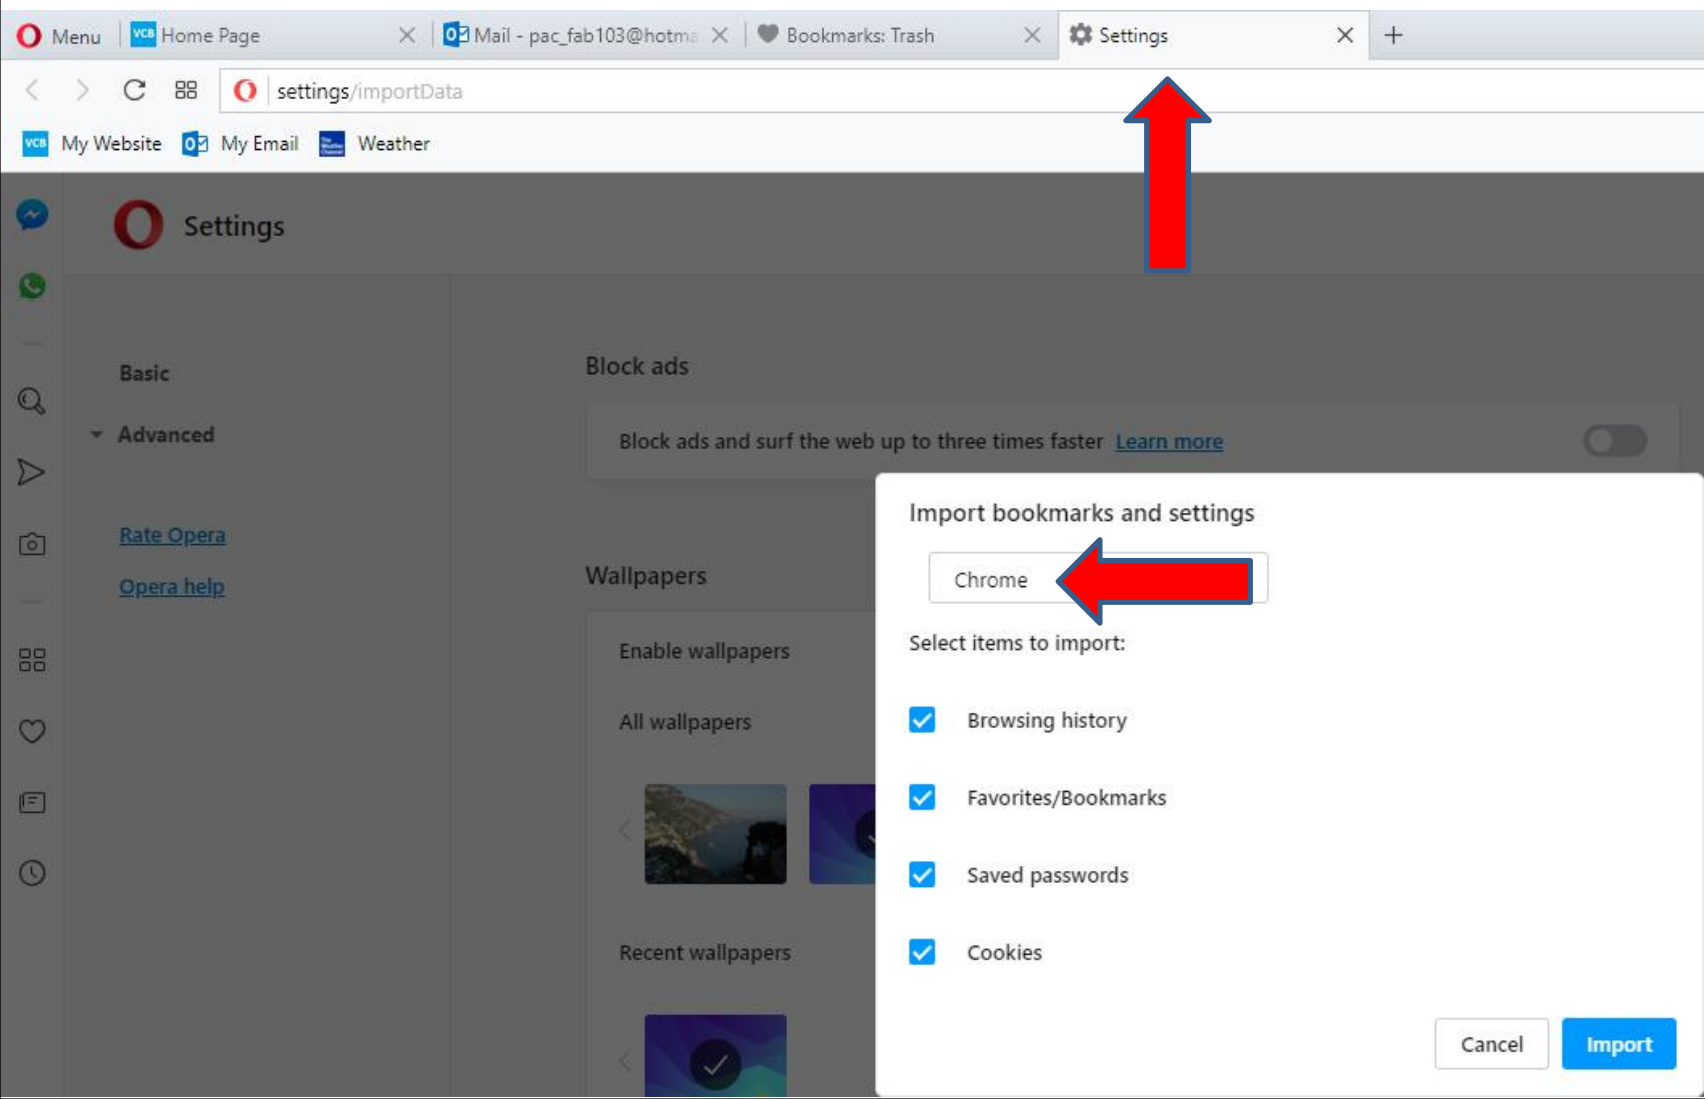 Menu
VCB Home Page
Mail - pac_fab103@hotma
Bookmarks: Trash
Settings
settings/importData
VCB My Website
My Email
Weather
Settings
Basic
Advanced
Rate Opera
Opera help
Block ads
Block ads and surf the web up to three times faster Learn more
Wallpapers
Enable wallpapers
All wallpapers
Recent wallpapers
Import bookmarks and settings
Chrome
Select items to import:
Browsing history
Favorites/Bookmarks
Saved passwords
Cookies
Cancel
Import